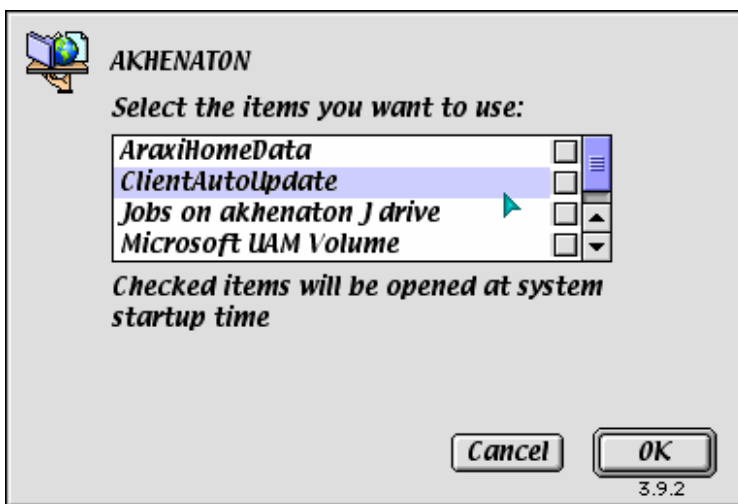 AKHENATON
Select the items you want to use:
AraxiHomeData
ClientAutoUpdate
Jobs on akhenaton J drive
Microsoft UAM Volume
Checked items will be opened at system
startup time
Cancel
OK
3.9.2